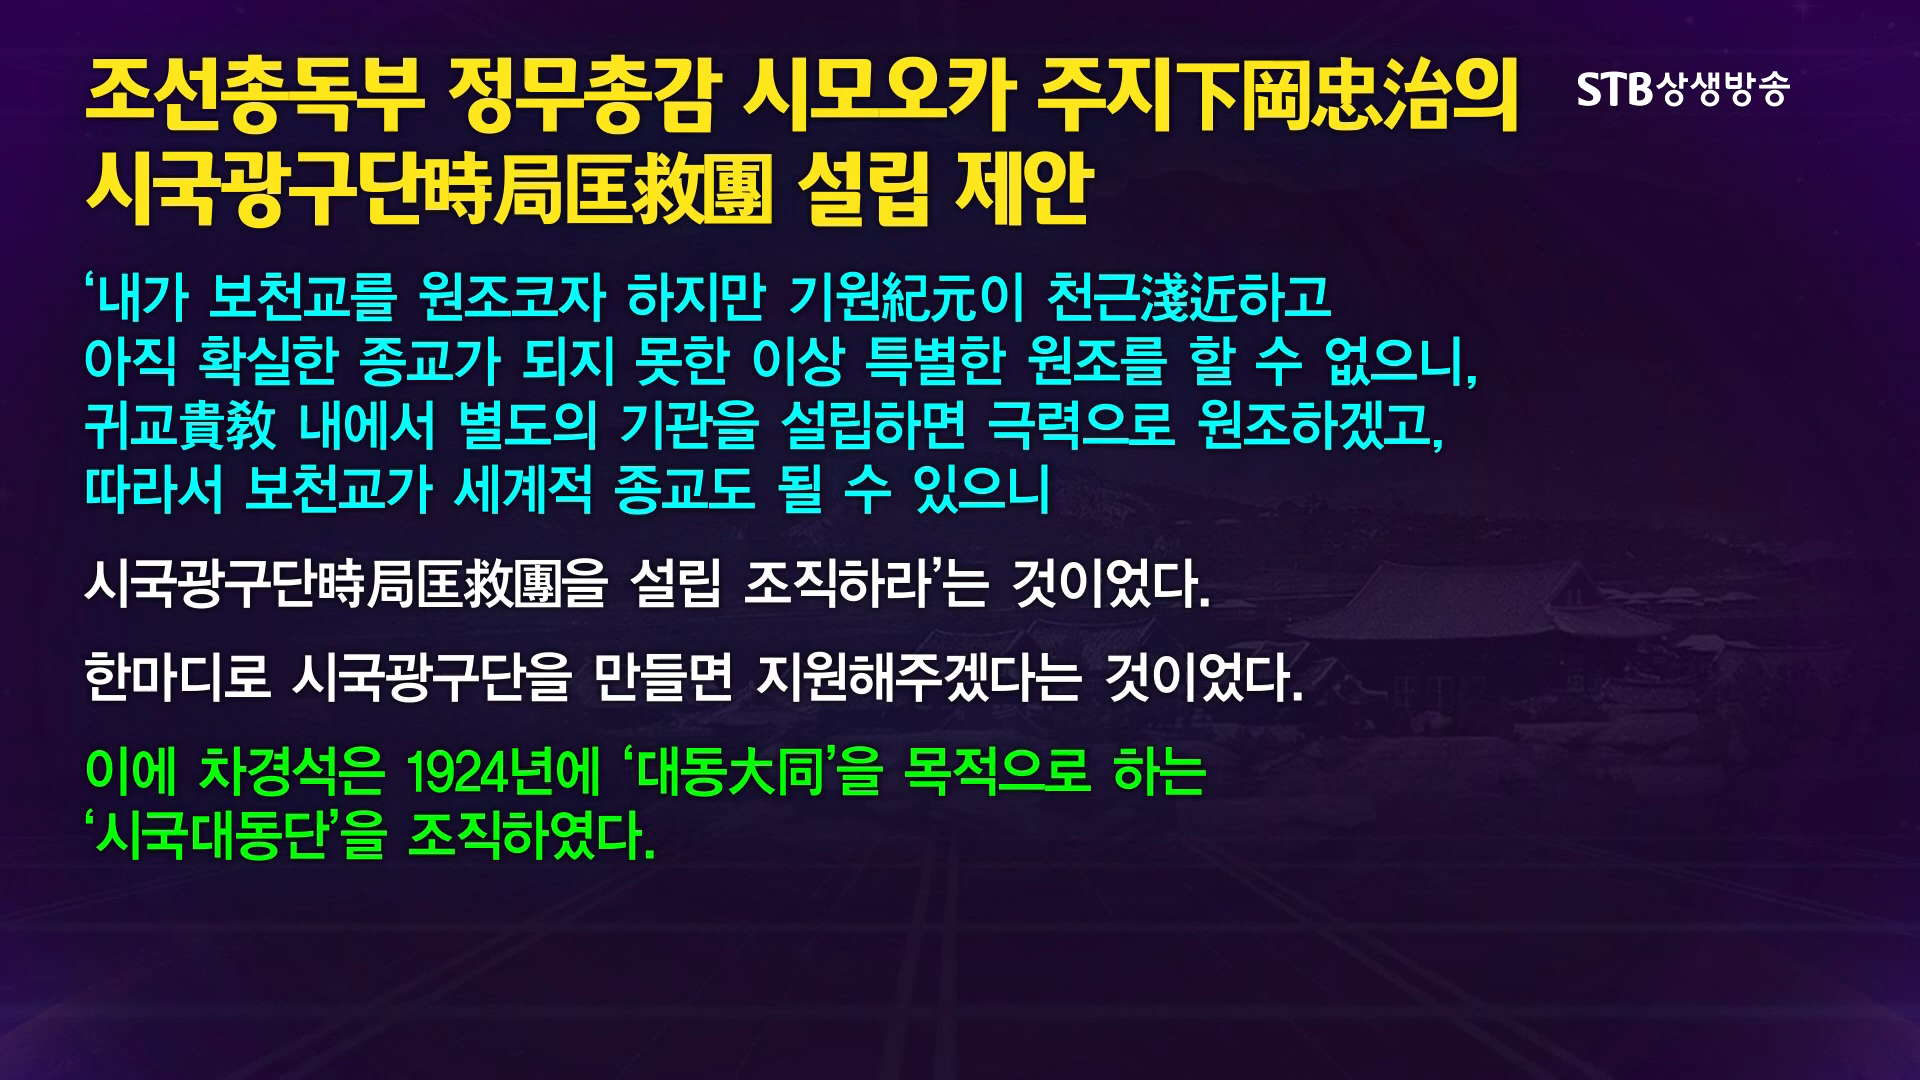 조선총독부 정무총감 시모오카 주지下岡忠治의
STB상생방송
시국광구단時局匡救團 설립 제안
‘내가 보천교를 원조코자 하지만 기원紀元이 천근淺近하고
아직 확실한 종교가 되지 못한 이상 특별한 원조를 할 수 없으니,
귀교貴敎 내에서 별도의 기관을 설립하면 극력으로 원조하겠고,
따라서 보천교가 세계적 종교도 될 수 있으니
시국광구단時局匡救團을 설립 조직하라’는 것이었다.
한마디로 시국광구단을 만들면 지원해주겠다는 것이었다.
이에 차경석은 1924년에 ‘대동大同’을 목적으로 하는
‘시국대동단’을 조직하였다.